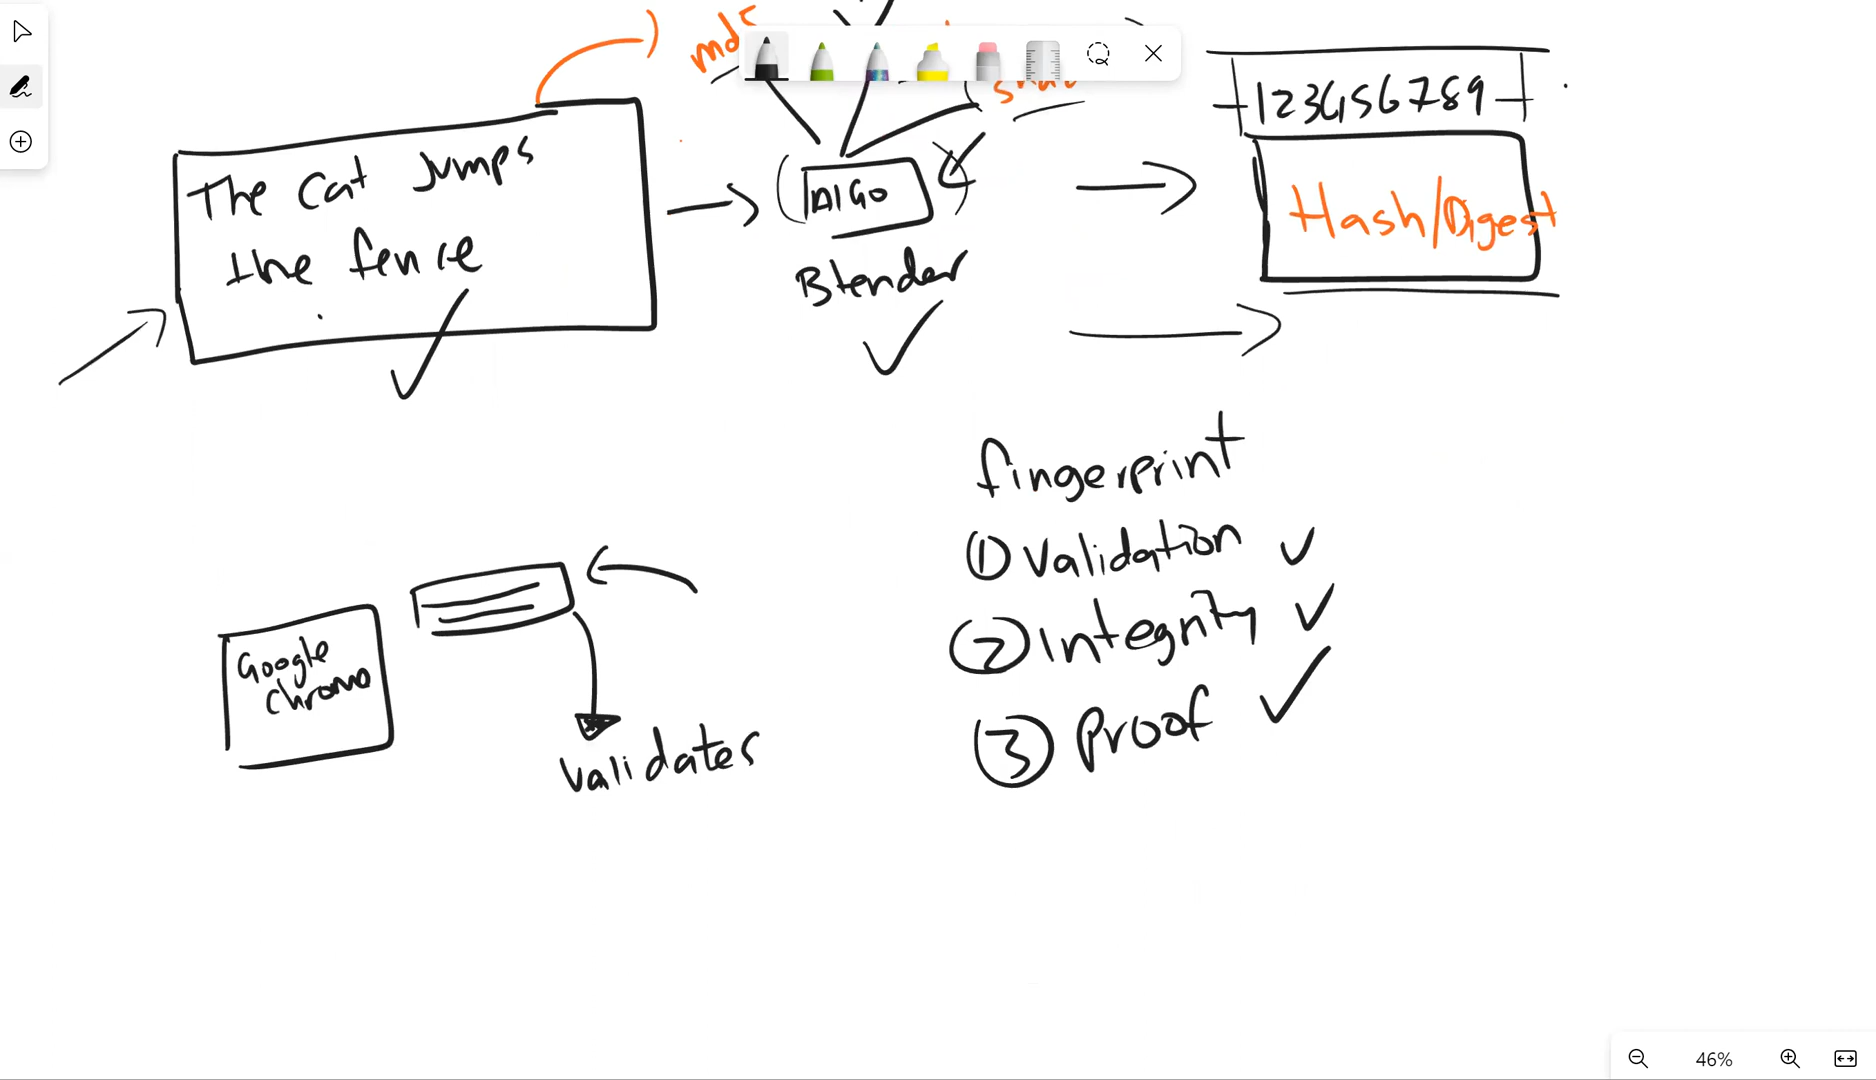 The Cat Jumps
the fence
AlGo
Blender
123456789
Hash/Digest
fingerprint
① Validation
② Integrity
③ Proof
Google
Chrome
Validates
46%